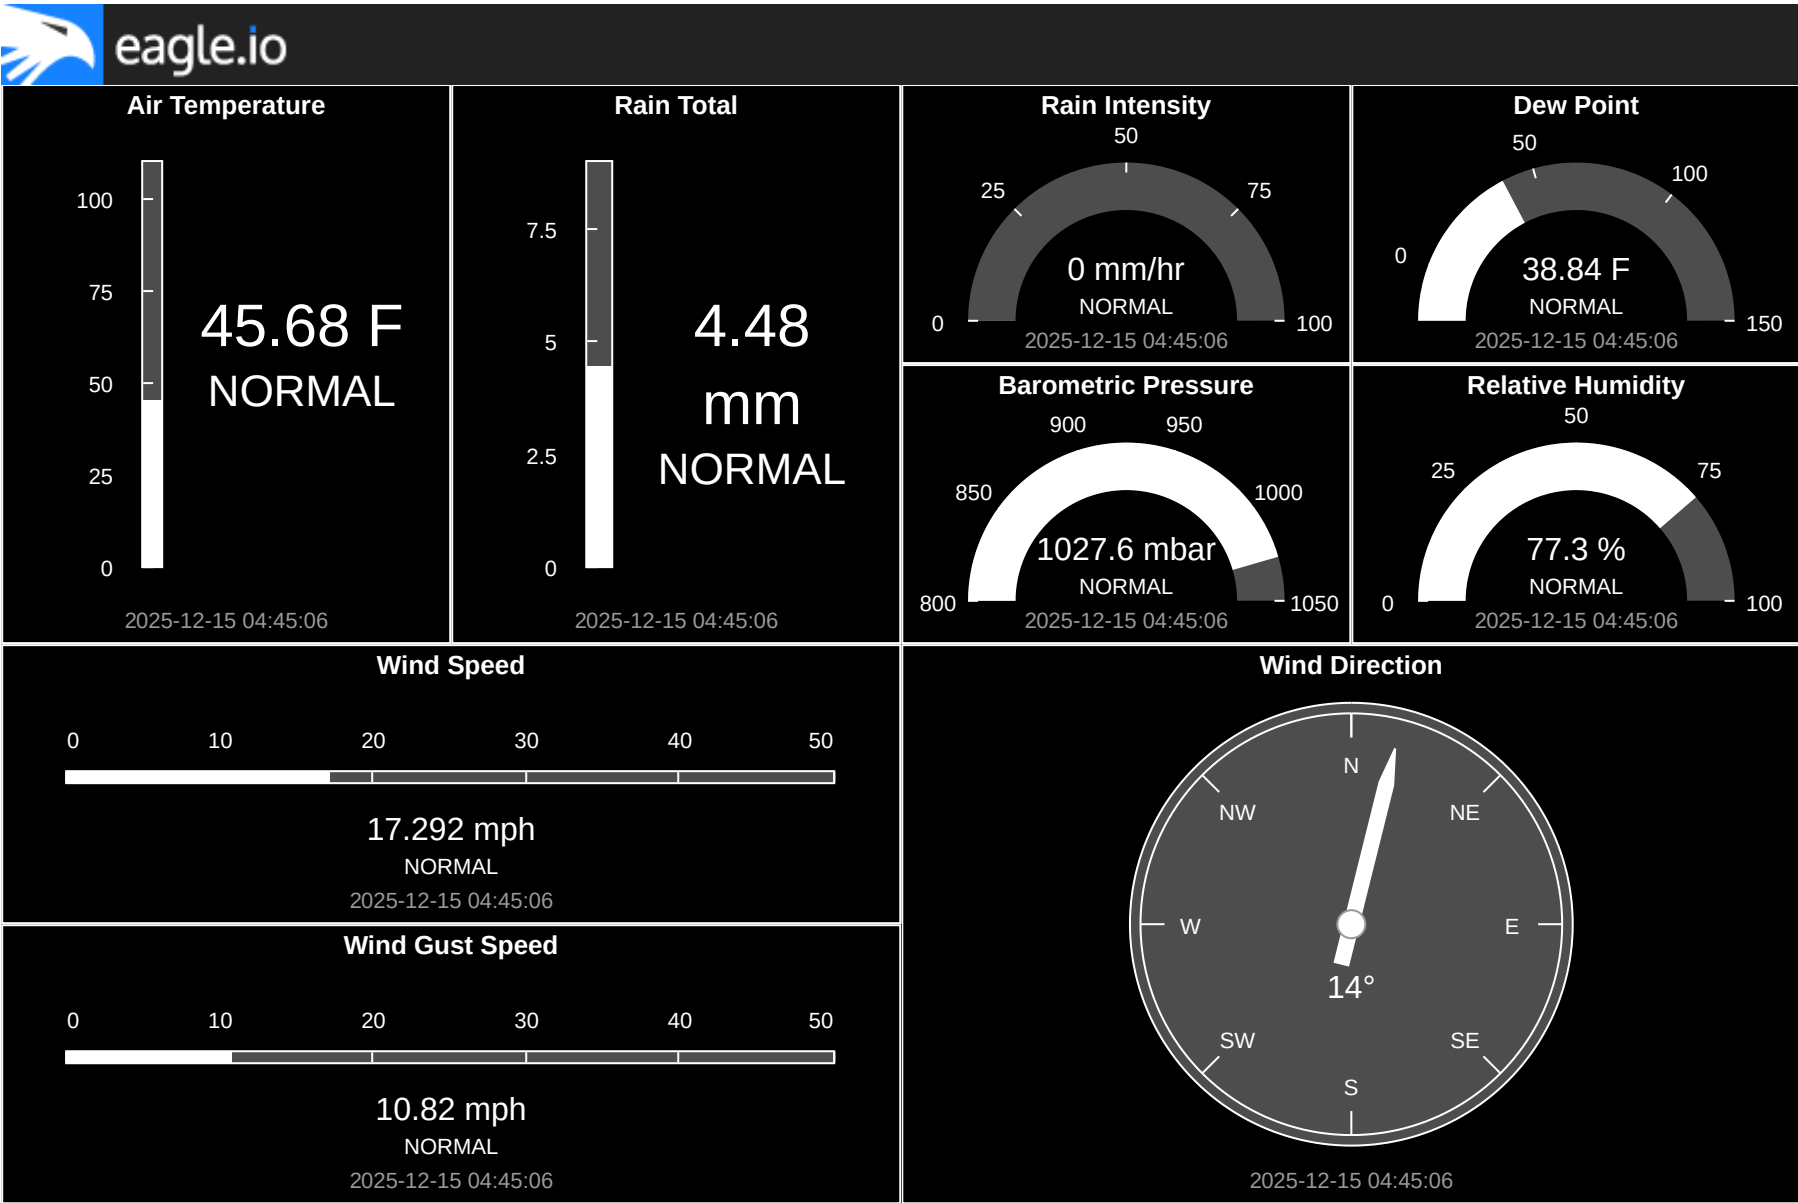 eagle.io
Air Temperature
100
75
50
25
0
45.68 F
NORMAL
2025-12-15 04:45:06
Rain Total
7.5
5
2.5
0
4.48
mm
NORMAL
2025-12-15 04:45:06
Rain Intensity
0
25
50
75
100
0 mm/hr
NORMAL
2025-12-15 04:45:06
Dew Point
0
50
100
150
38.84 F
NORMAL
2025-12-15 04:45:06
Barometric Pressure
800
850
900
950
1000
1050
1027.6 mbar
NORMAL
2025-12-15 04:45:06
Relative Humidity
0
25
50
75
100
77.3 %
NORMAL
2025-12-15 04:45:06
Wind Speed
0 10 20 30 40 50
17.292 mph
NORMAL
2025-12-15 04:45:06
Wind Gust Speed
0 10 20 30 40 50
10.82 mph
NORMAL
2025-12-15 04:45:06
Wind Direction
N
NW NE
W E
14°
SW SE
S
2025-12-15 04:45:06